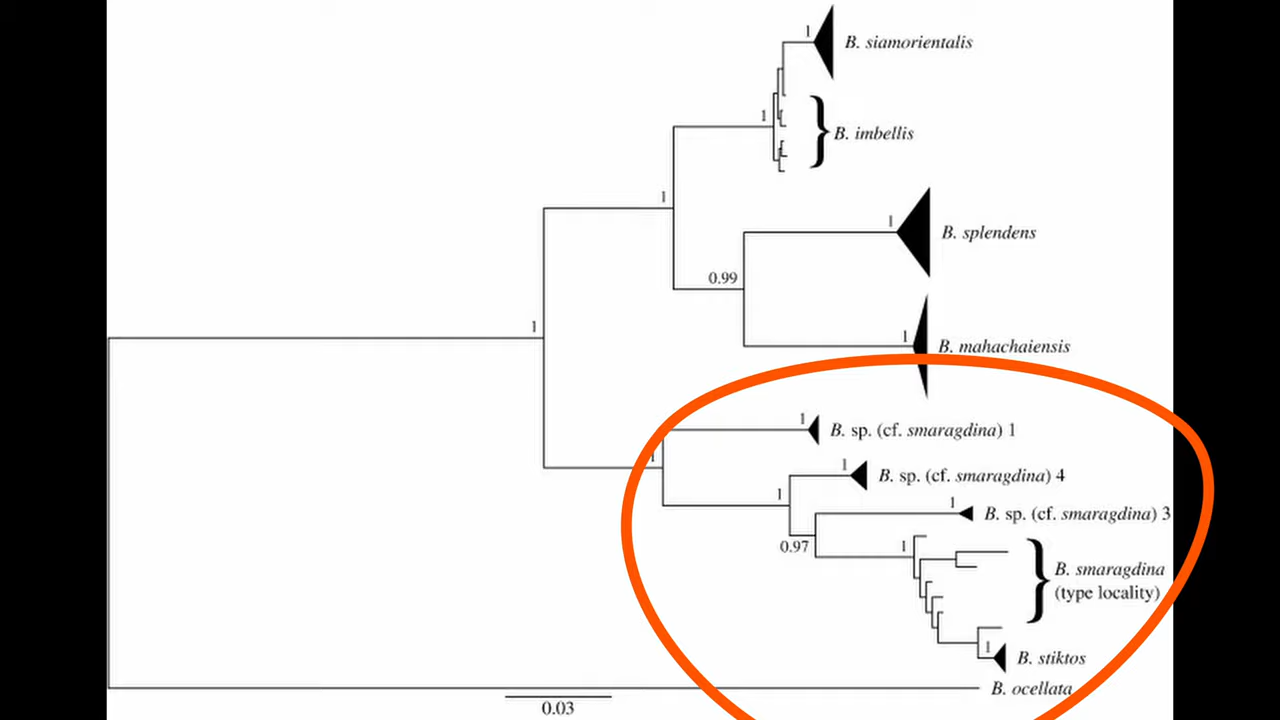 1
B. siamorientalis
1
B. imbellis
1
1
B. splendens
0.99
1
1
B. mahachaiensis
1
B. sp. (cf. smaragdina) 1
1
1
B. sp. (cf. smaragdina) 4
1
1
B. sp. (cf. smaragdina) 3
0.97
1
B. smaragdina
(type locality)
1
B. stiktos
B. ocellata
0.03